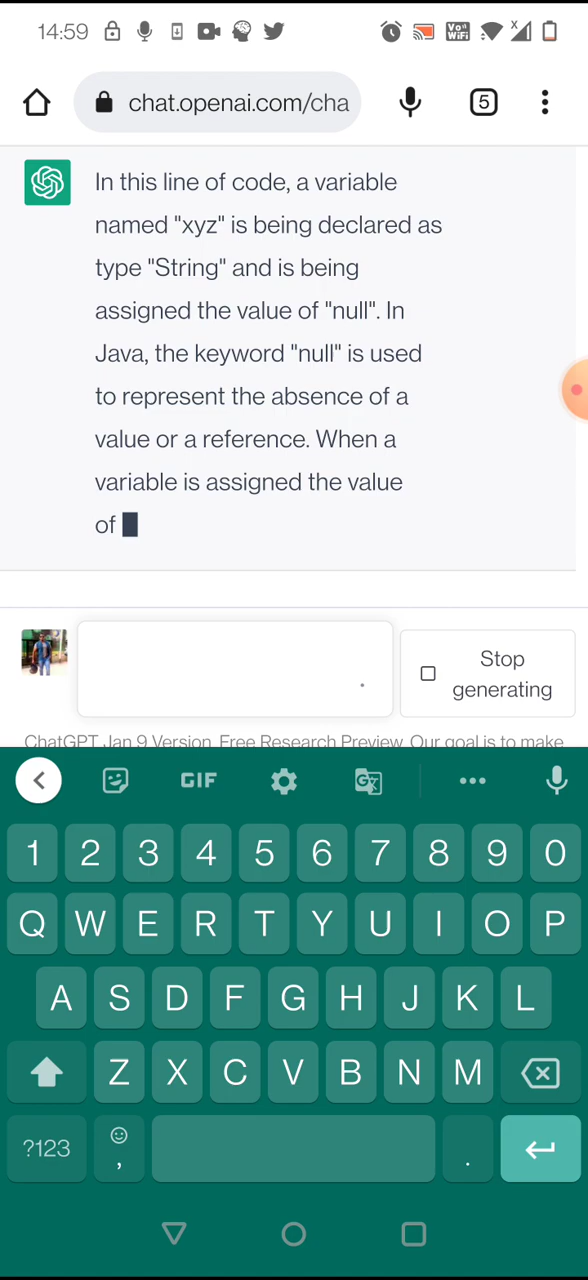 14:59
Vo))
WiFi
X
chat.openai.com/cha
5
In this line of code, a variable
named "xyz" is being declared as
type "String" and is being
assigned the value of "null". In
Java, the keyword "null" is used
to represent the absence of a
value or a reference. When a
variable is assigned the value
of
.
Stop
generating
ChatGPT Jan 9 Version. Free Research Preview. Our goal is to make
GIF
G
1 2 3 4 5 6 7 8 9 0
Q W E R T Y U I O P
A S D F G H J K L
Z X C V B N M
?123 , .